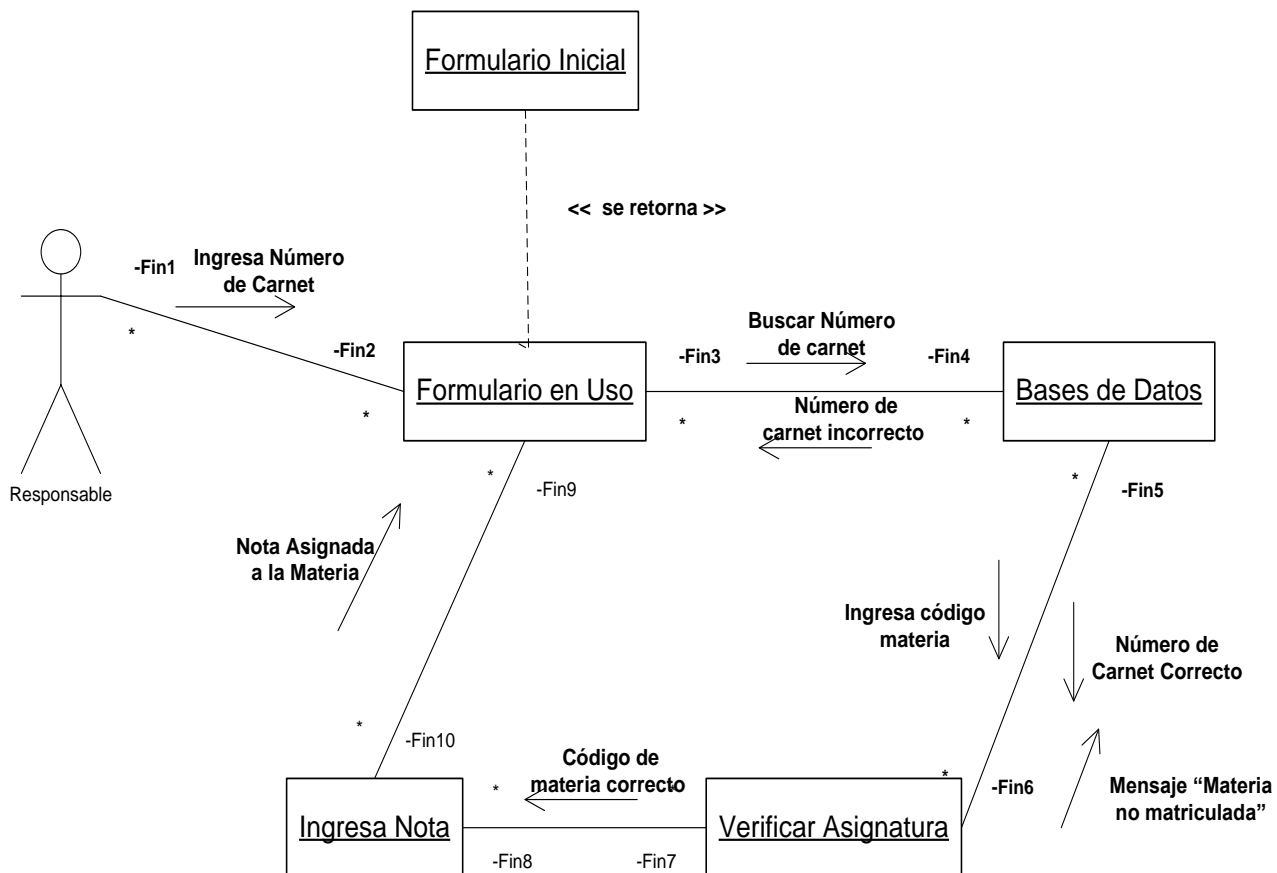 Formulario Inicial
<< se retorna >>
-Fin1
Ingresa Número
de Carnet
*
-Fin2
*
Formulario en Uso
-Fin3
Buscar Número
de carnet
-Fin4
*
Número de
carnet incorrecto
*
Bases de Datos
Responsable
*
-Fin9
*
-Fin5
Nota Asignada
a la Materia
Ingresa código
materia
Número de
Carnet Correcto
*
-Fin10
Código de
materia correcto
*
*
*
-Fin6
Mensaje “Materia
no matriculada”
Ingresa Nota
Verificar Asignatura
-Fin8
-Fin7